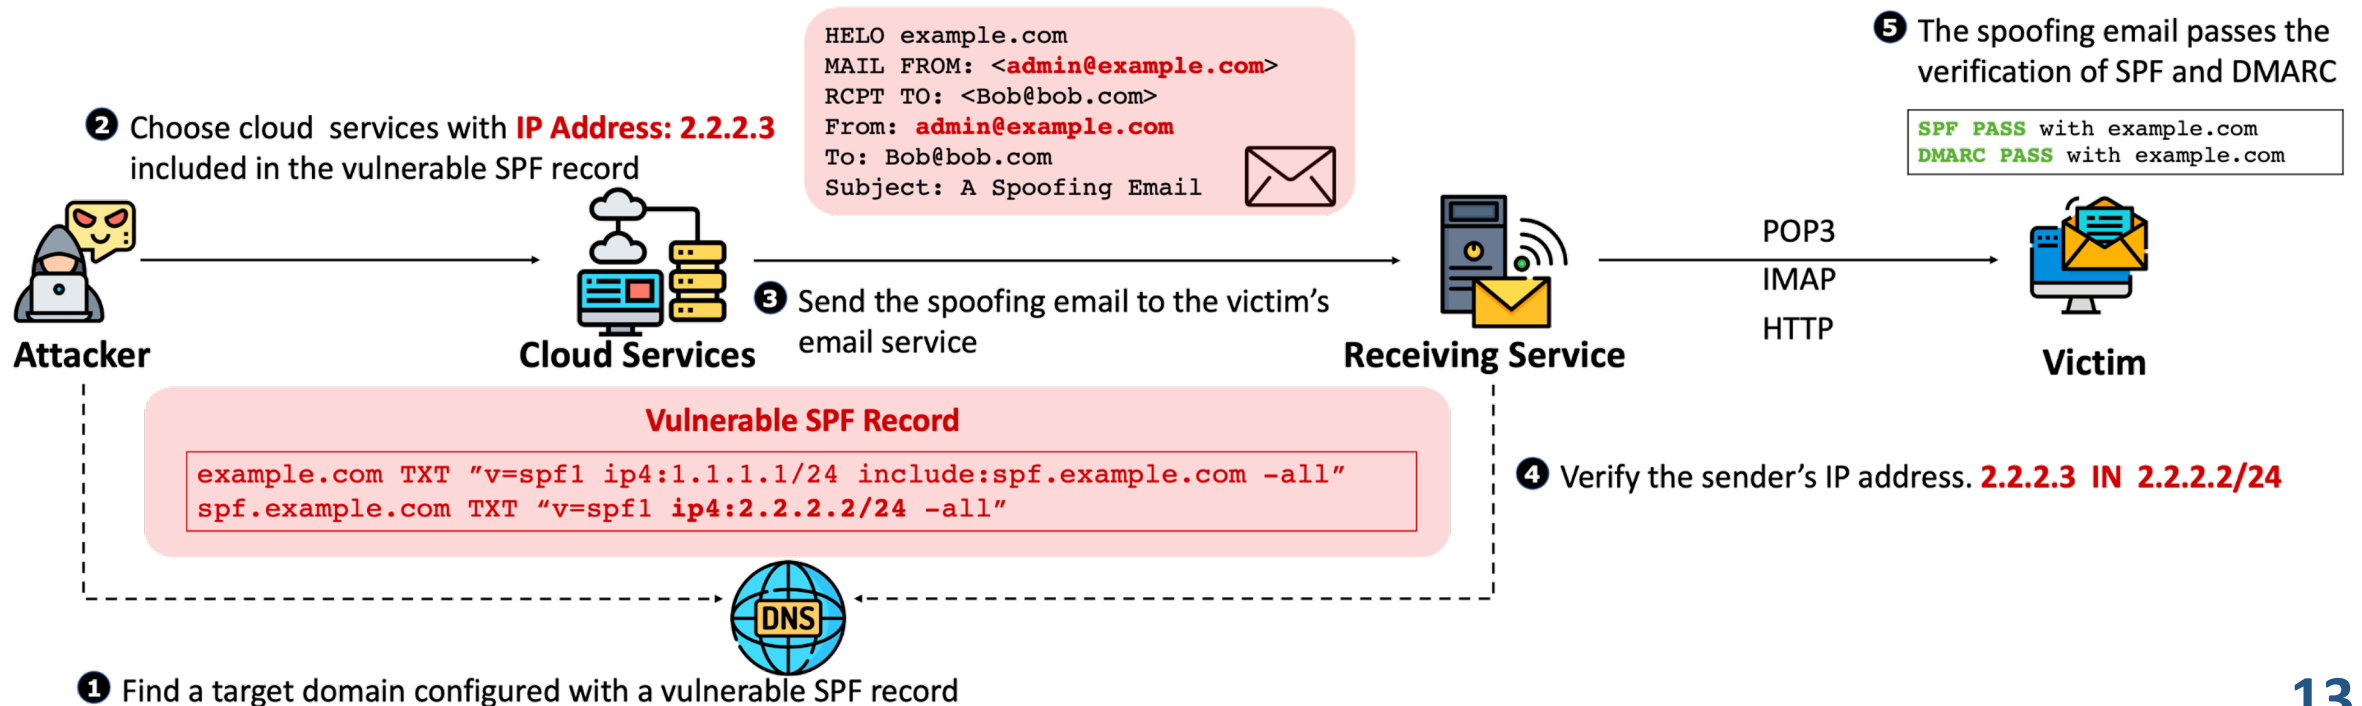 HELO example.com
MAIL FROM: <admin@example.com>
RCPT TO: <Bob@bob.com>
From: admin@example.com
To: Bob@bob.com
Subject: A Spoofing Email
❺ The spoofing email passes the
verification of SPF and DMARC
SPF PASS with example.com
DMARC PASS with example.com
❷ Choose cloud services with IP Address: 2.2.2.3
included in the vulnerable SPF record
Attacker
Cloud Services
❸ Send the spoofing email to the victim’s
email service
Receiving Service
POP3
IMAP
HTTP
Victim
Vulnerable SPF Record
example.com TXT ”v=spf1 ip4:1.1.1.1/24 include:spf.example.com –all”
spf.example.com TXT “v=spf1 ip4:2.2.2.2/24 –all”
❹ Verify the sender’s IP address. 2.2.2.3 IN 2.2.2.2/24
DNS
❶ Find a target domain configured with a vulnerable SPF record
13